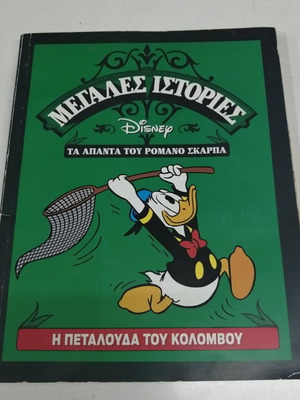 ΜΕΓΑΛΕΣ ΙΣΤΟΡΙΕΣ
Disney
ΤΑ ΑΠΑΝΤΑ ΤΟΥ ΡΟΜΑΝΟ ΣΚΑΡΠΑ
Η ΠΕΤΑΛΟΥΔΑ ΤΟΥ ΚΟΛΟΜΒΟΥ